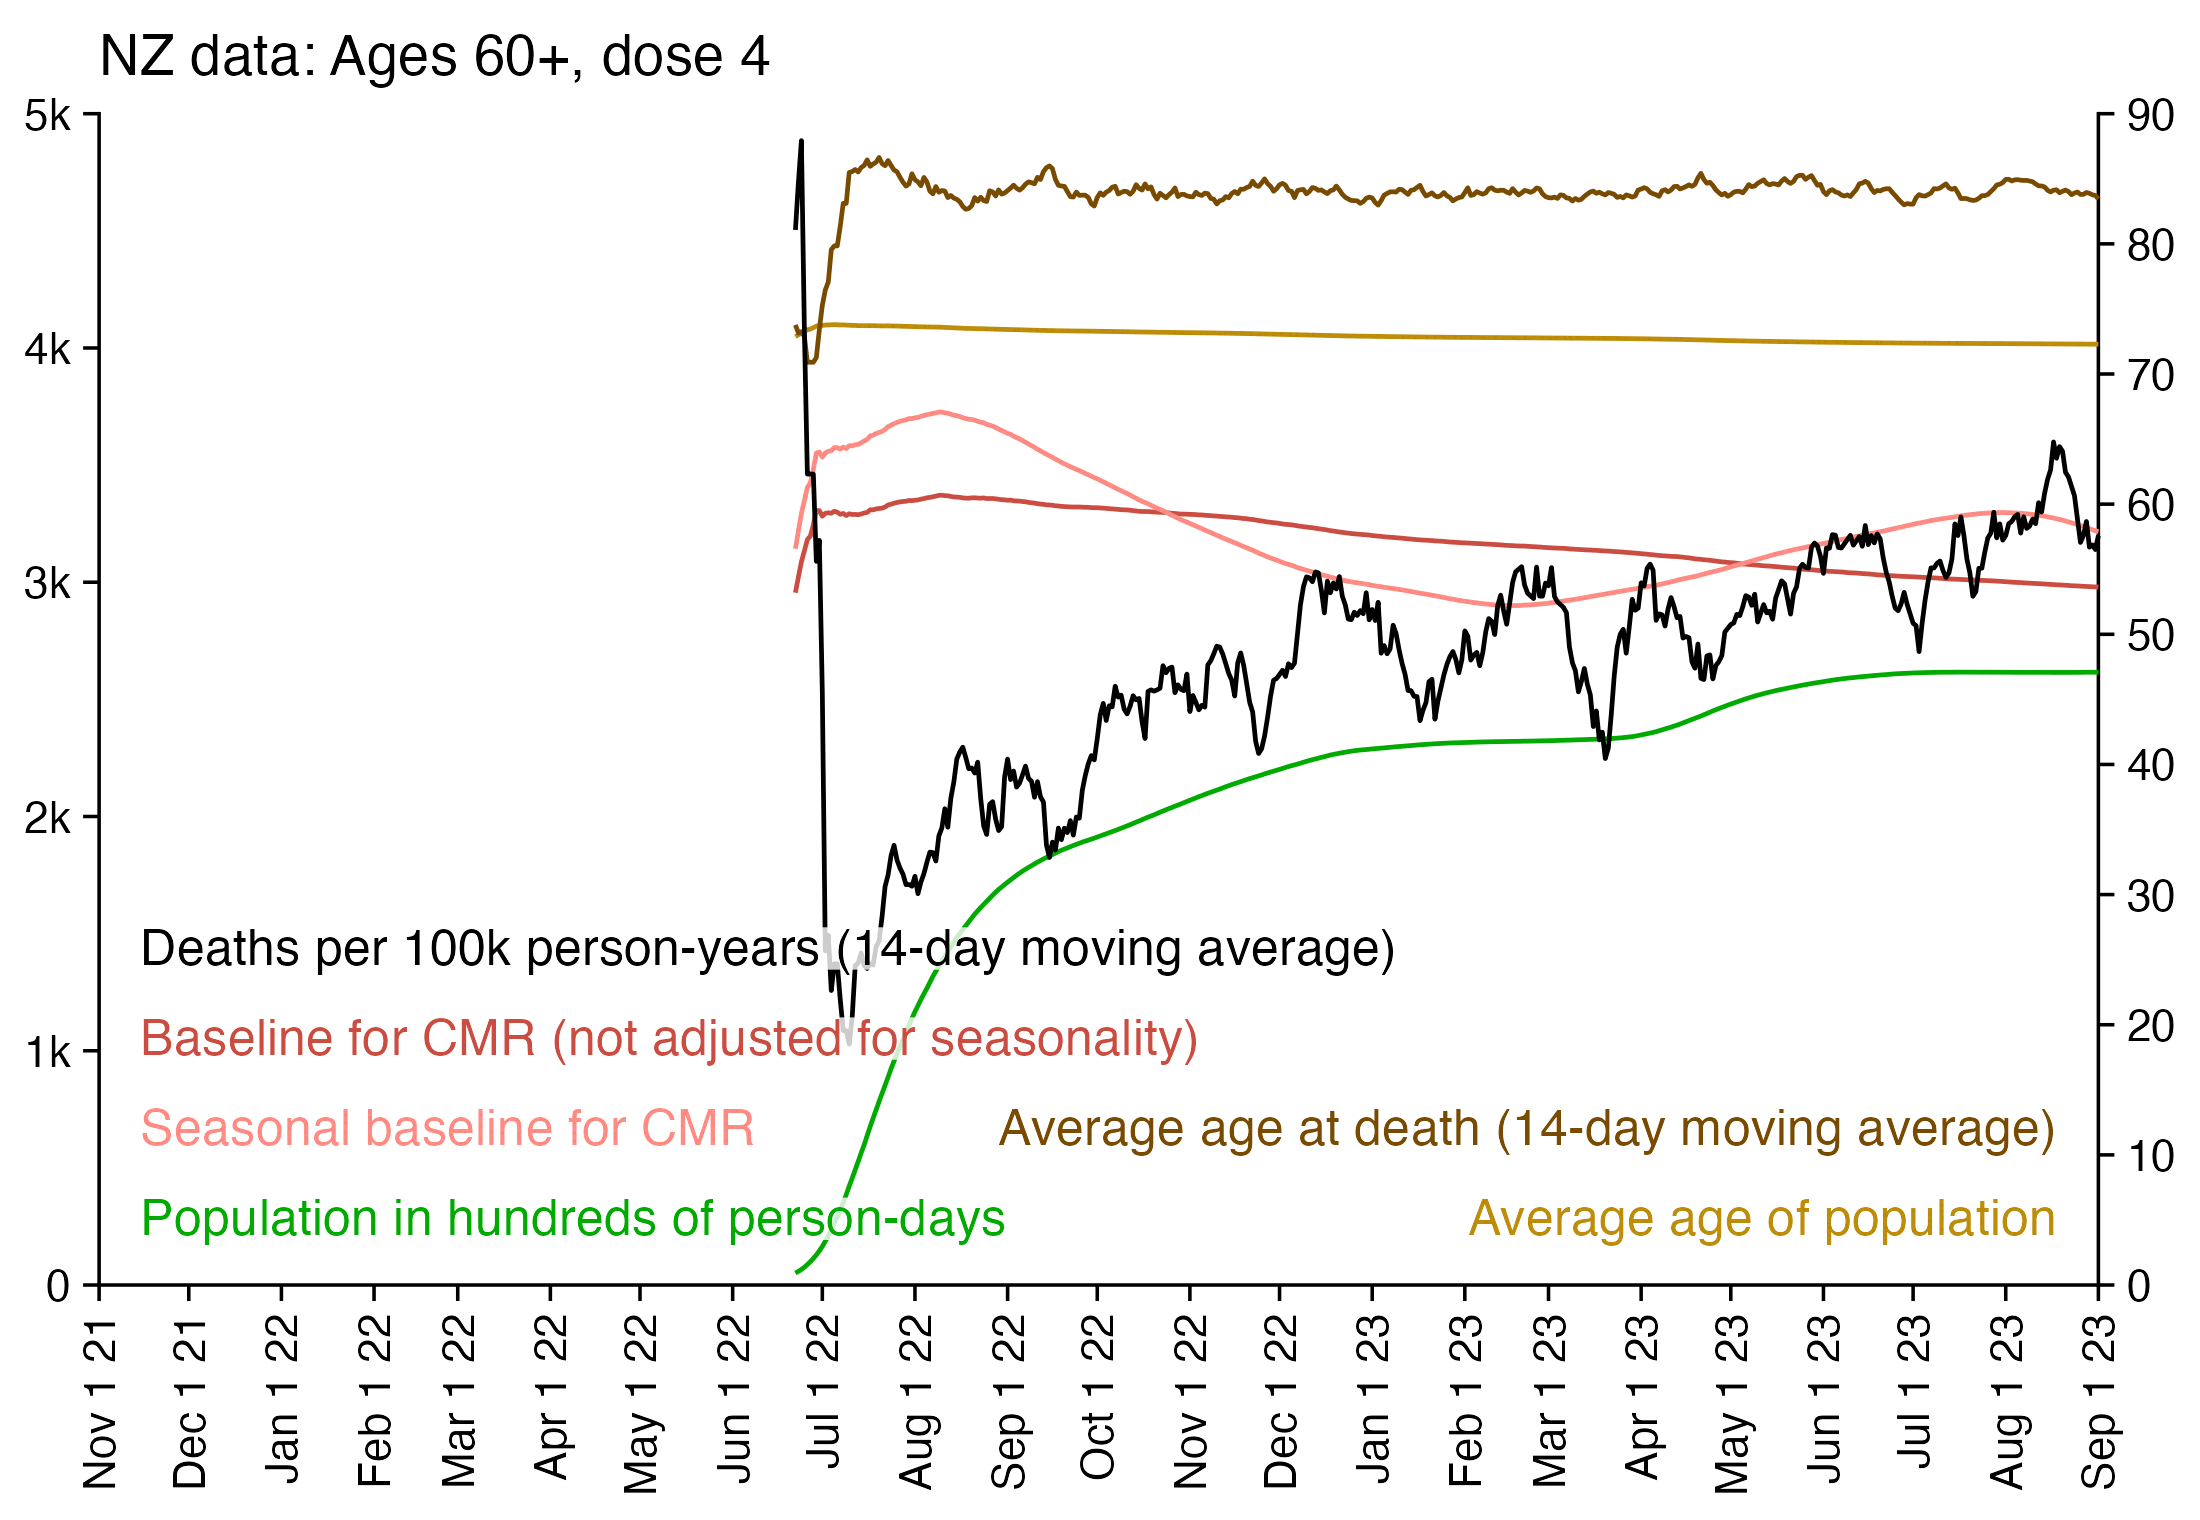 NZ data: Ages 60+, dose 4
5k
4k
3k
2k
1k
0
90
80
70
60
50
40
30
20
10
0
Deaths per 100k person-years (14-day moving average)
Baseline for CMR (not adjusted for seasonality)
Seasonal baseline for CMR
Average age at death (14-day moving average)
Population in hundreds of person-days
Average age of population
Nov 1 21
Dec 1 21
Jan 1 22
Feb 1 22
Mar 1 22
Apr 1 22
May 1 22
Jun 1 22
Jul 1 22
Aug 1 22
Sep 1 22
Oct 1 22
Nov 1 22
Dec 1 22
Jan 1 23
Feb 1 23
Mar 1 23
Apr 1 23
May 1 23
Jun 1 23
Jul 1 23
Aug 1 23
Sep 1 23